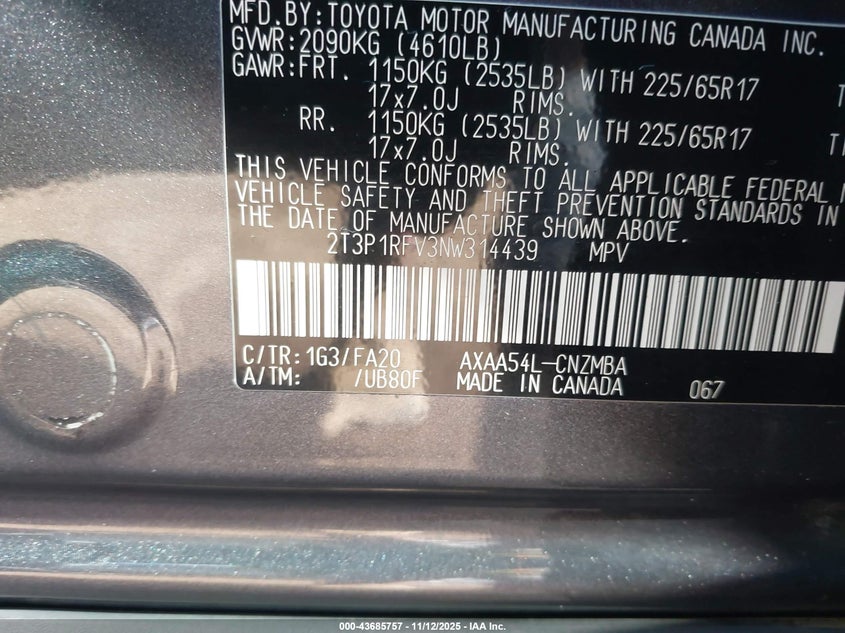 MFD.BY:TOYOTA MOTOR MANUFACTURING CANADA INC.
GVWR:2090KG (4610LB)
GAWR:FRT. 1150KG (2535LB) WITH 225/65R17
17x7.0J RIMS.
RR. 1150KG (2535LB) WITH 225/65R17
17x7.0J RIMS.
THIS VEHICLE CONFORMS TO ALL APPLICABLE FEDERAL
VEHICLE SAFETY AND THEFT PREVENTION STANDARDS IN
THE DATE OF MANUFACTURE SHOWN ABOVE.
2T3P1RFV3NW314439 MPV
C/TR:1G3/FA20 AXAA54L-CNZMBA
A/TM: /UB80F MADE IN CANADA 067
000-43685757 - 11/12/2025 - IAA Inc.